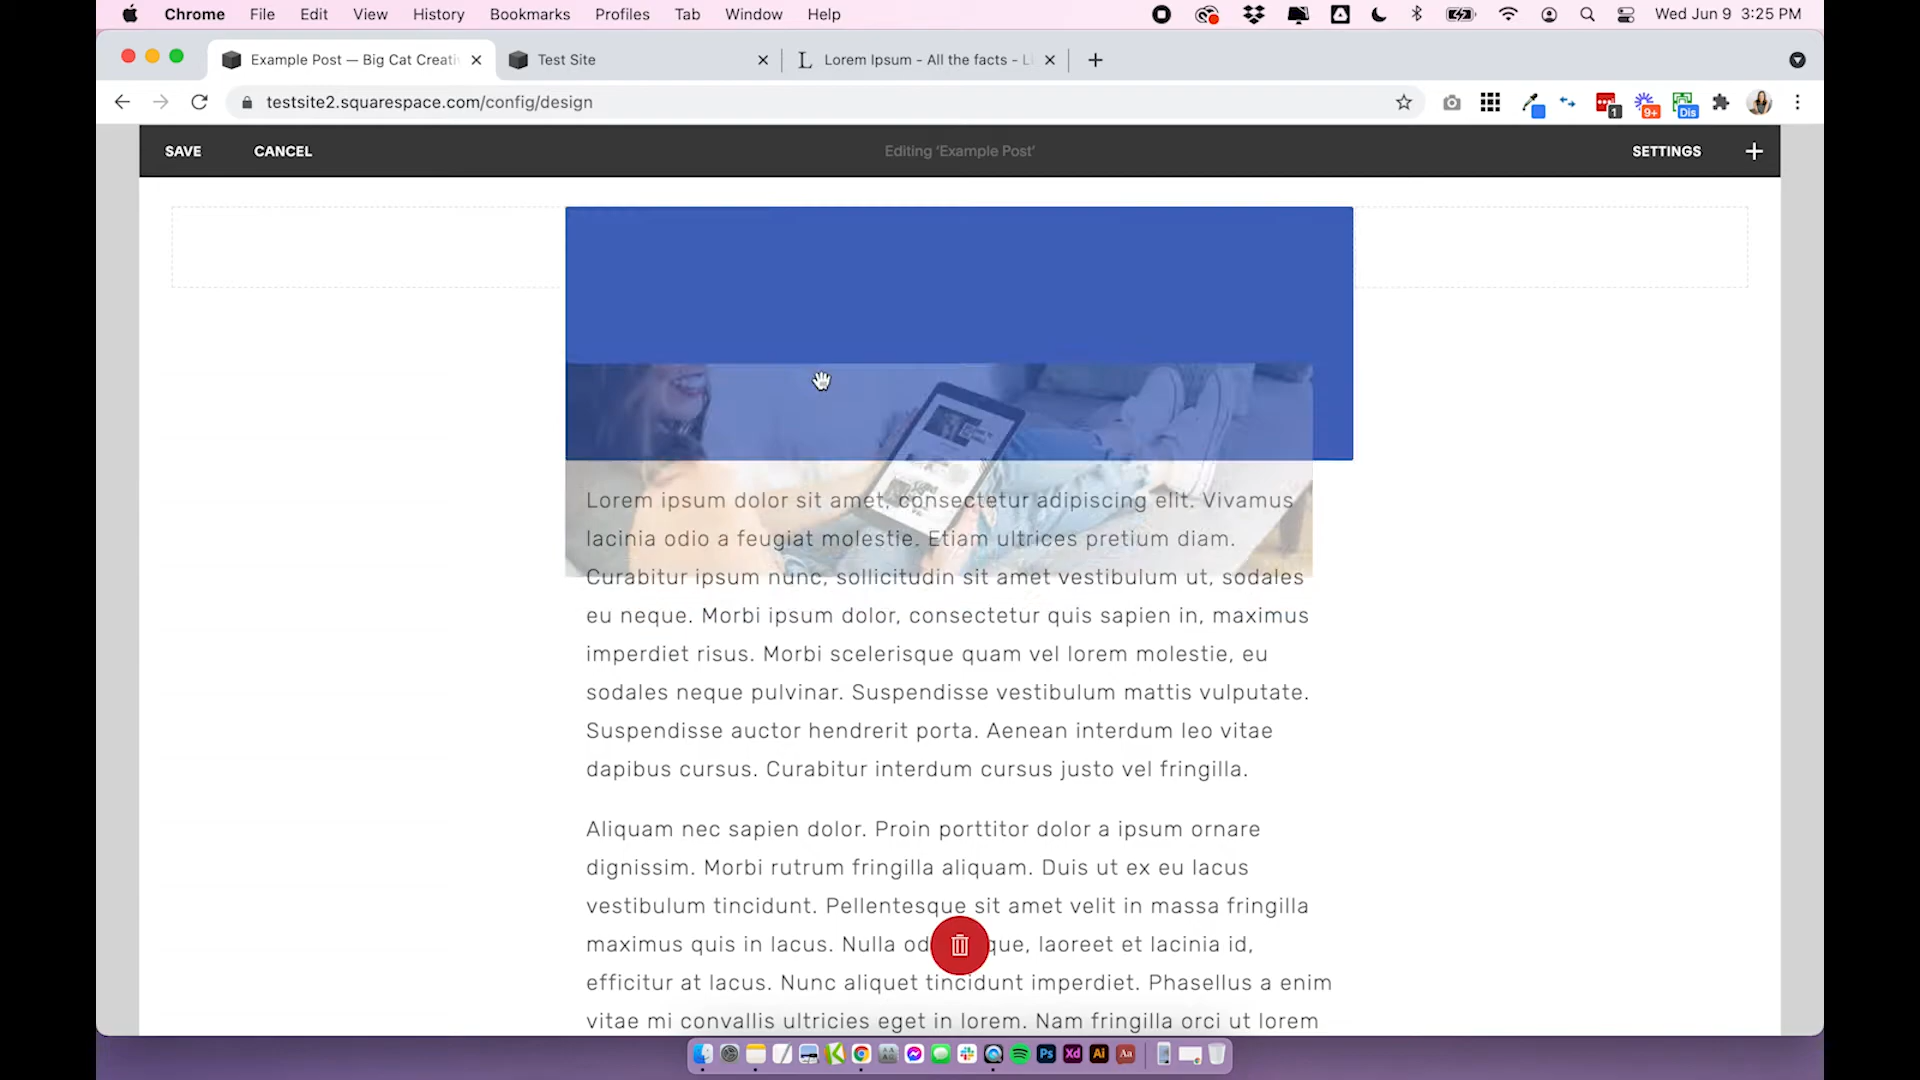 Chrome File Edit View History Bookmarks Profiles Tab Window Help Wed Jun 9 3:25 PM
Example Post — Big Cat Creati Test Site Lorem Ipsum - All the facts - Li
testsite2.squarespace.com/config/design 1 9+ Dis
SAVE CANCEL Editing ‘Example Post’ SETTINGS
Lorem ipsum dolor sit amet, consectetur adipiscing elit. Vivamus
lacinia odio a feugiat molestie. Etiam ultrices pretium diam.
Curabitur ipsum nunc, sollicitudin sit amet vestibulum ut, sodales
eu neque. Morbi ipsum dolor, consectetur quis sapien in, maximus
imperdiet risus. Morbi scelerisque quam vel lorem molestie, eu
sodales neque pulvinar. Suspendisse vestibulum mattis vulputate.
Suspendisse auctor hendrerit porta. Aenean interdum leo vitae
dapibus cursus. Curabitur interdum cursus justo vel fringilla.
Aliquam nec sapien dolor. Proin porttitor dolor a ipsum ornare
dignissim. Morbi rutrum fringilla aliquam. Duis ut ex eu lacus
vestibulum tincidunt. Pellentesque sit amet velit in massa fringilla
maximus quis in lacus. Nulla od que, laoreet et lacinia id,
efficitur at lacus. Nunc aliquet tincidunt imperdiet. Phasellus a enim
vitae mi convallis ultricies eget in lorem. Nam fringilla orci ut lorem
Ps Xd Ai Aa